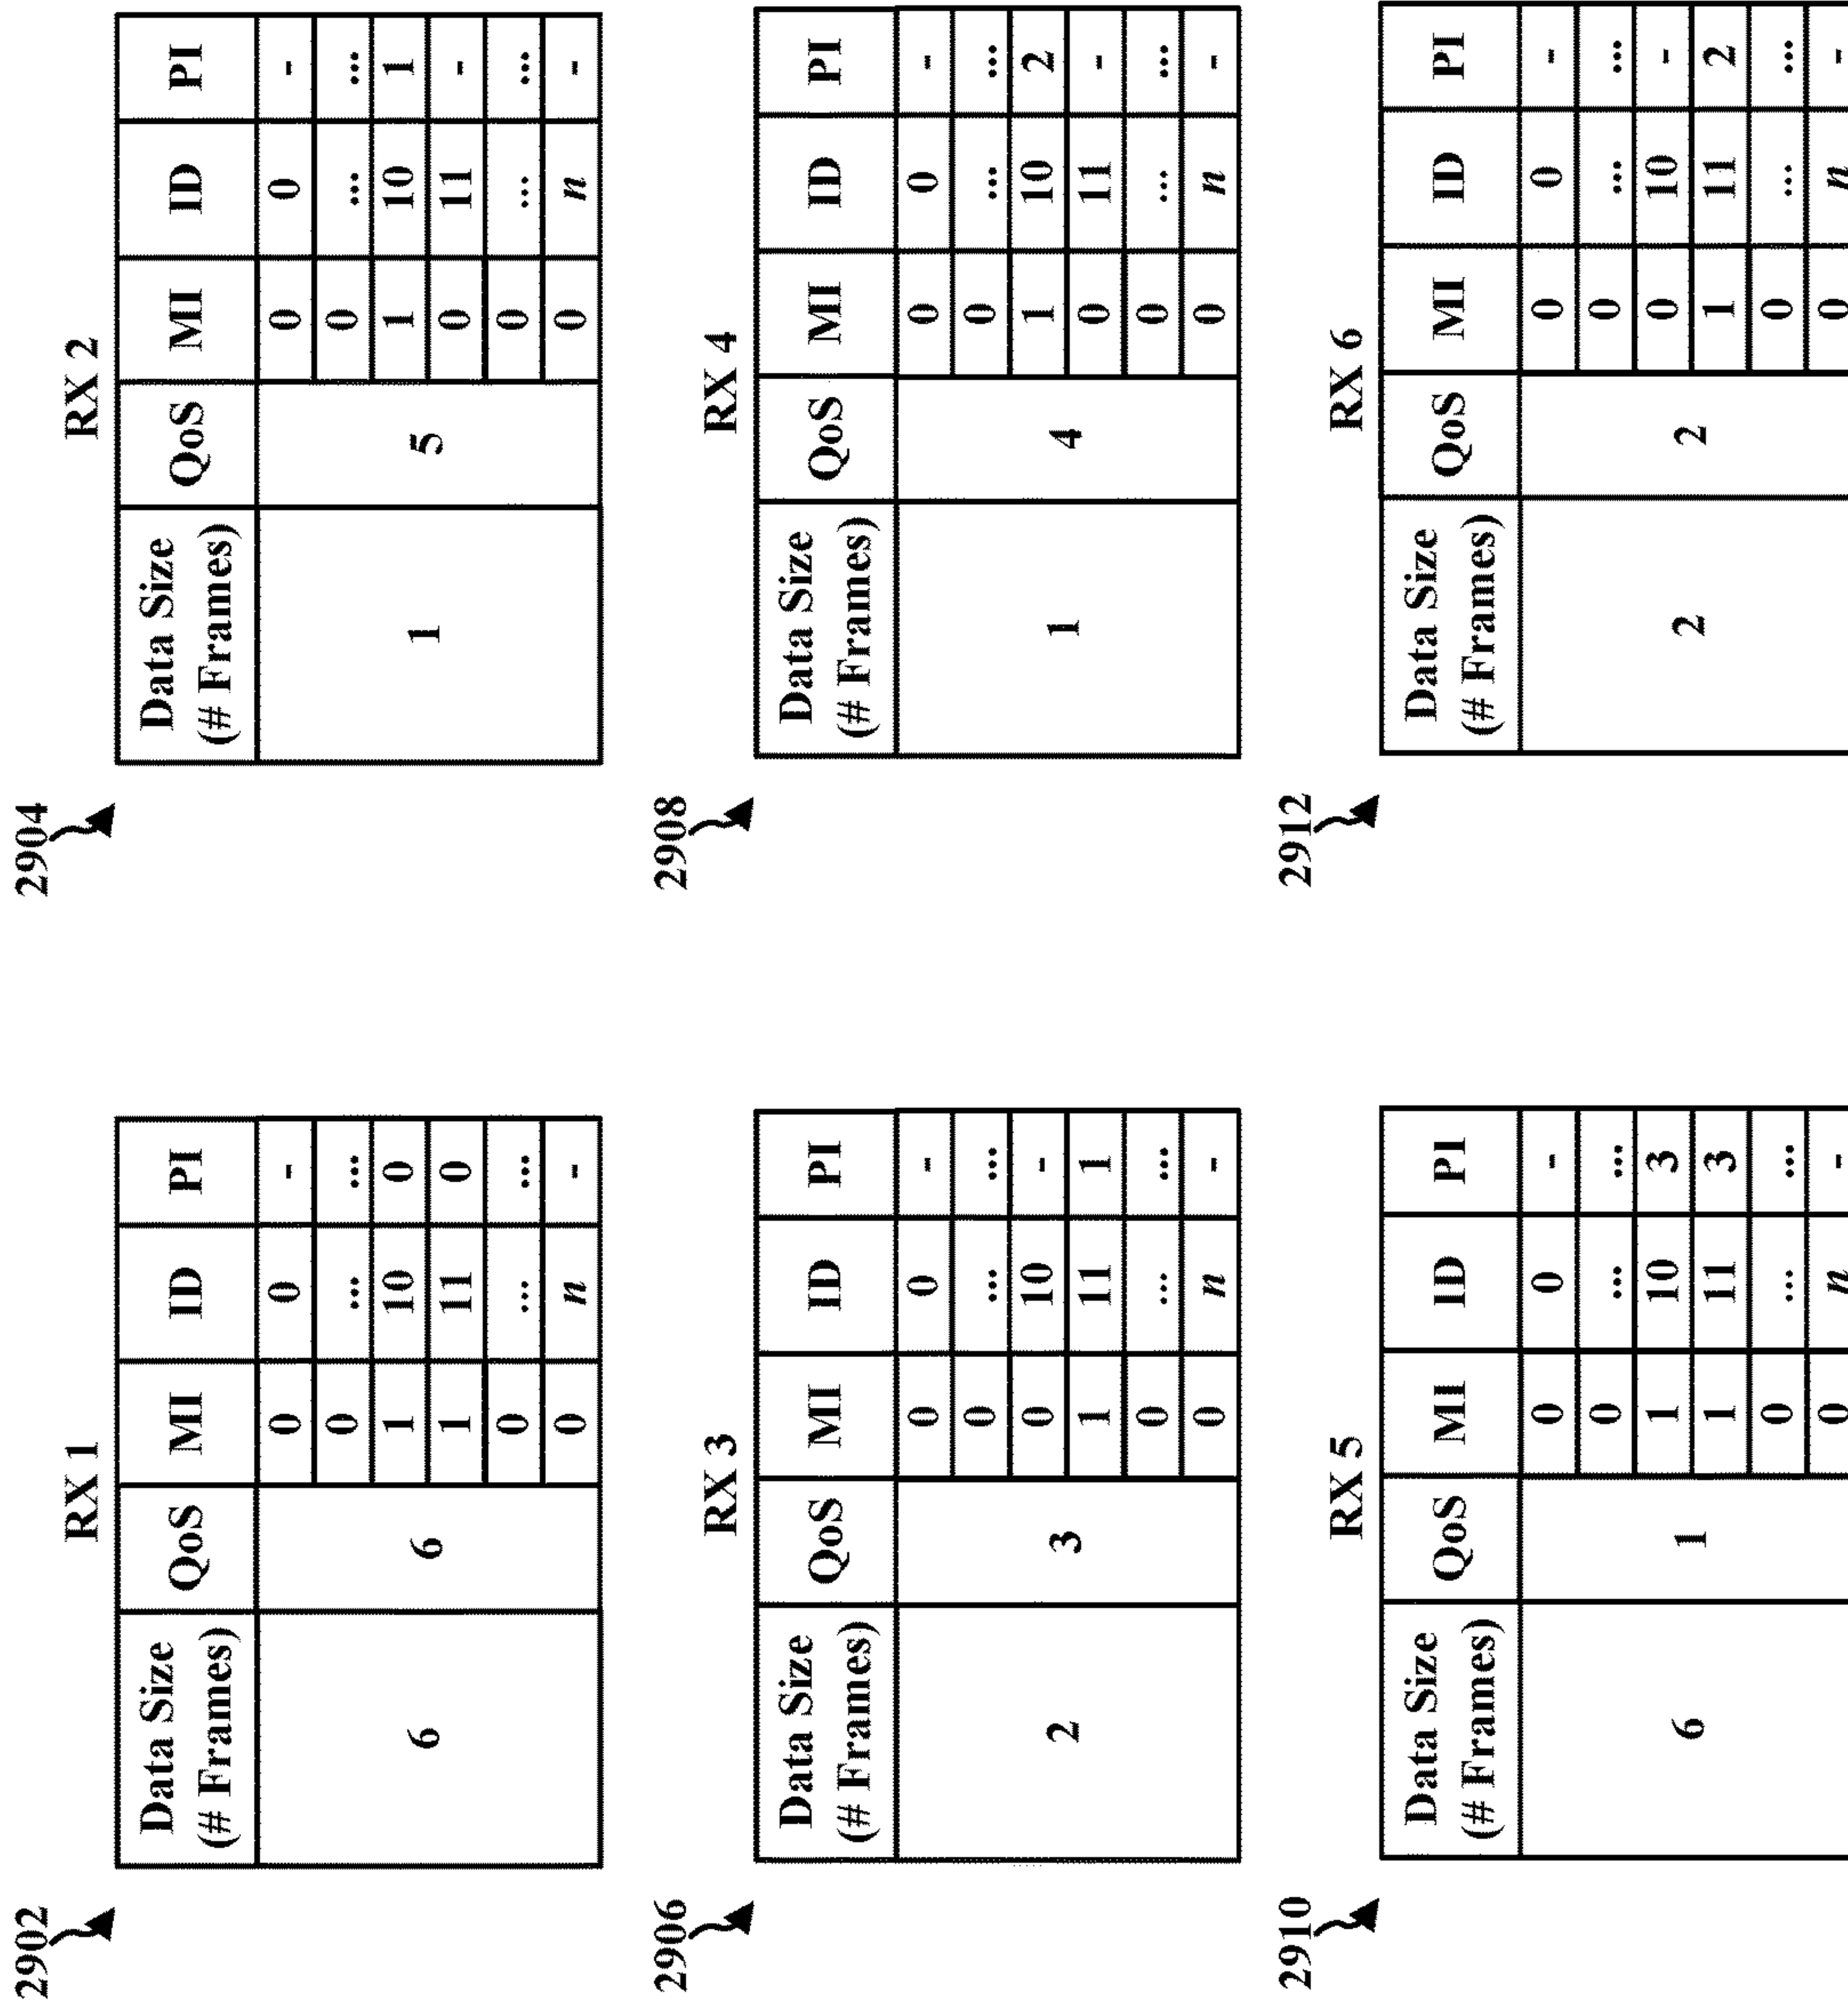 2902
RX 1
Data Size (# Frames) QoS MI ID PI
6 6
0 0 -
0 ... ...
1 10 0
1 11 0
0 ... ...
0 n -
2904
RX 2
Data Size (# Frames) QoS MI ID PI
1 5
0 0 -
0 ... ...
1 10 1
0 11 -
0 ... ...
0 n -
2906
RX 3
Data Size (# Frames) QoS MI ID PI
2 3
0 0 -
0 ... ...
0 10 -
1 11 1
0 ... ...
0 n -
2908
RX 4
Data Size (# Frames) QoS MI ID PI
1 4
0 0 -
0 ... ...
1 10 2
0 11 -
0 ... ...
0 n -
2910
RX 5
Data Size (# Frames) QoS MI ID PI
6 1
0 0 -
0 ... ...
1 10 3
1 11 3
0 ... ...
0 n -
2912
RX 6
Data Size (# Frames) QoS MI ID PI
2 2
0 0 -
0 ... ...
0 10 -
1 11 2
0 ... ...
0 n -